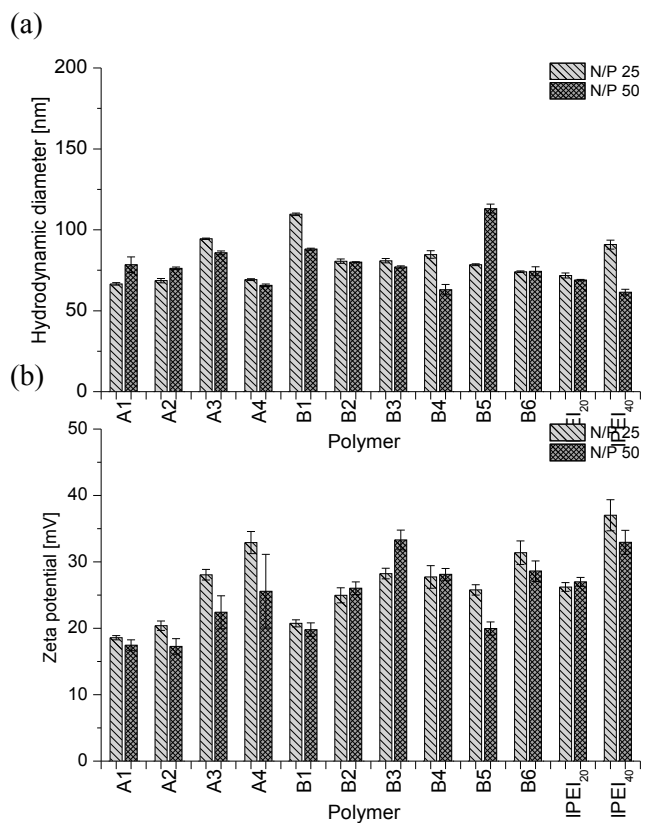 (a)
200
150
100
50
0
Hydrodynamic diameter [nm]
N/P 25
N/P 50
A1 A2 A3 A4 B1 B2 B3 B4 B5 B6 lPEI₄₀
Polymer
(b)
50
40
30
20
10
0
Zeta potential [mV]
N/P 25
N/P 50
A1 A2 A3 A4 B1 B2 B3 B4 B5 B6 lPEI₂₀ lPEI₄₀
Polymer